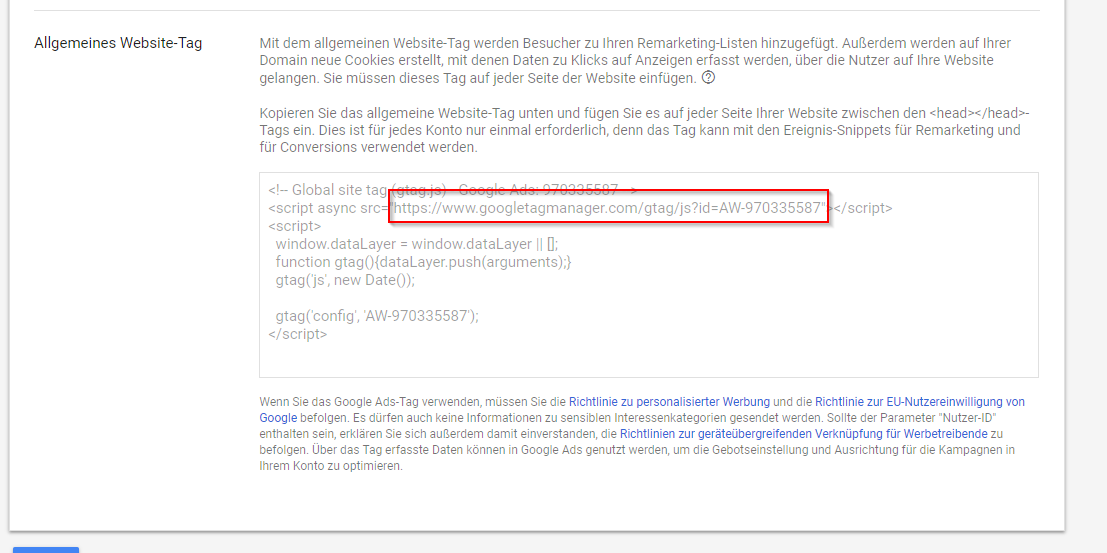 Allgemeines Website-Tag
Mit dem allgemeinen Website-Tag werden Besucher zu Ihren Remarketing-Listen hinzugefügt. Außerdem werden auf Ihrer
Domain neue Cookies erstellt, mit denen Daten zu Klicks auf Anzeigen erfasst werden, über die Nutzer auf Ihre Website
gelangen. Sie müssen dieses Tag auf jeder Seite der Website einfügen.
Kopieren Sie das allgemeine Website-Tag unten und fügen Sie es auf jeder Seite Ihrer Website zwischen den <head></head>-
Tags ein. Dies ist für jedes Konto nur einmal erforderlich, denn das Tag kann mit den Ereignis-Snippets für Remarketing und
für Conversions verwendet werden.
<!-- Global site tag (gtag.js) - Google Ads: 970335587 -->
<script async src="https://www.googletagmanager.com/gtag/js?id=AW-970335587"></script>
<script>
window.dataLayer = window.dataLayer || [];
function gtag(){dataLayer.push(arguments);}
gtag('js', new Date());
gtag('config', 'AW-970335587');
</script>
Wenn Sie das Google Ads-Tag verwenden, müssen Sie die Richtlinie zu personalisierter Werbung und die Richtlinie zur EU-Nutzereinwilligung von
Google befolgen. Es dürfen auch keine Informationen zu sensiblen Interessenkategorien gesendet werden. Sollte der Parameter "Nutzer-ID"
enthalten sein, erklären Sie sich außerdem damit einverstanden, die Richtlinien zur geräteübergreifenden Verknüpfung für Werbetreibende zu
befolgen. Über das Tag erfasste Daten können in Google Ads genutzt werden, um die Gebotseinstellung und Ausrichtung für die Kampagnen in
Ihrem Konto zu optimieren.